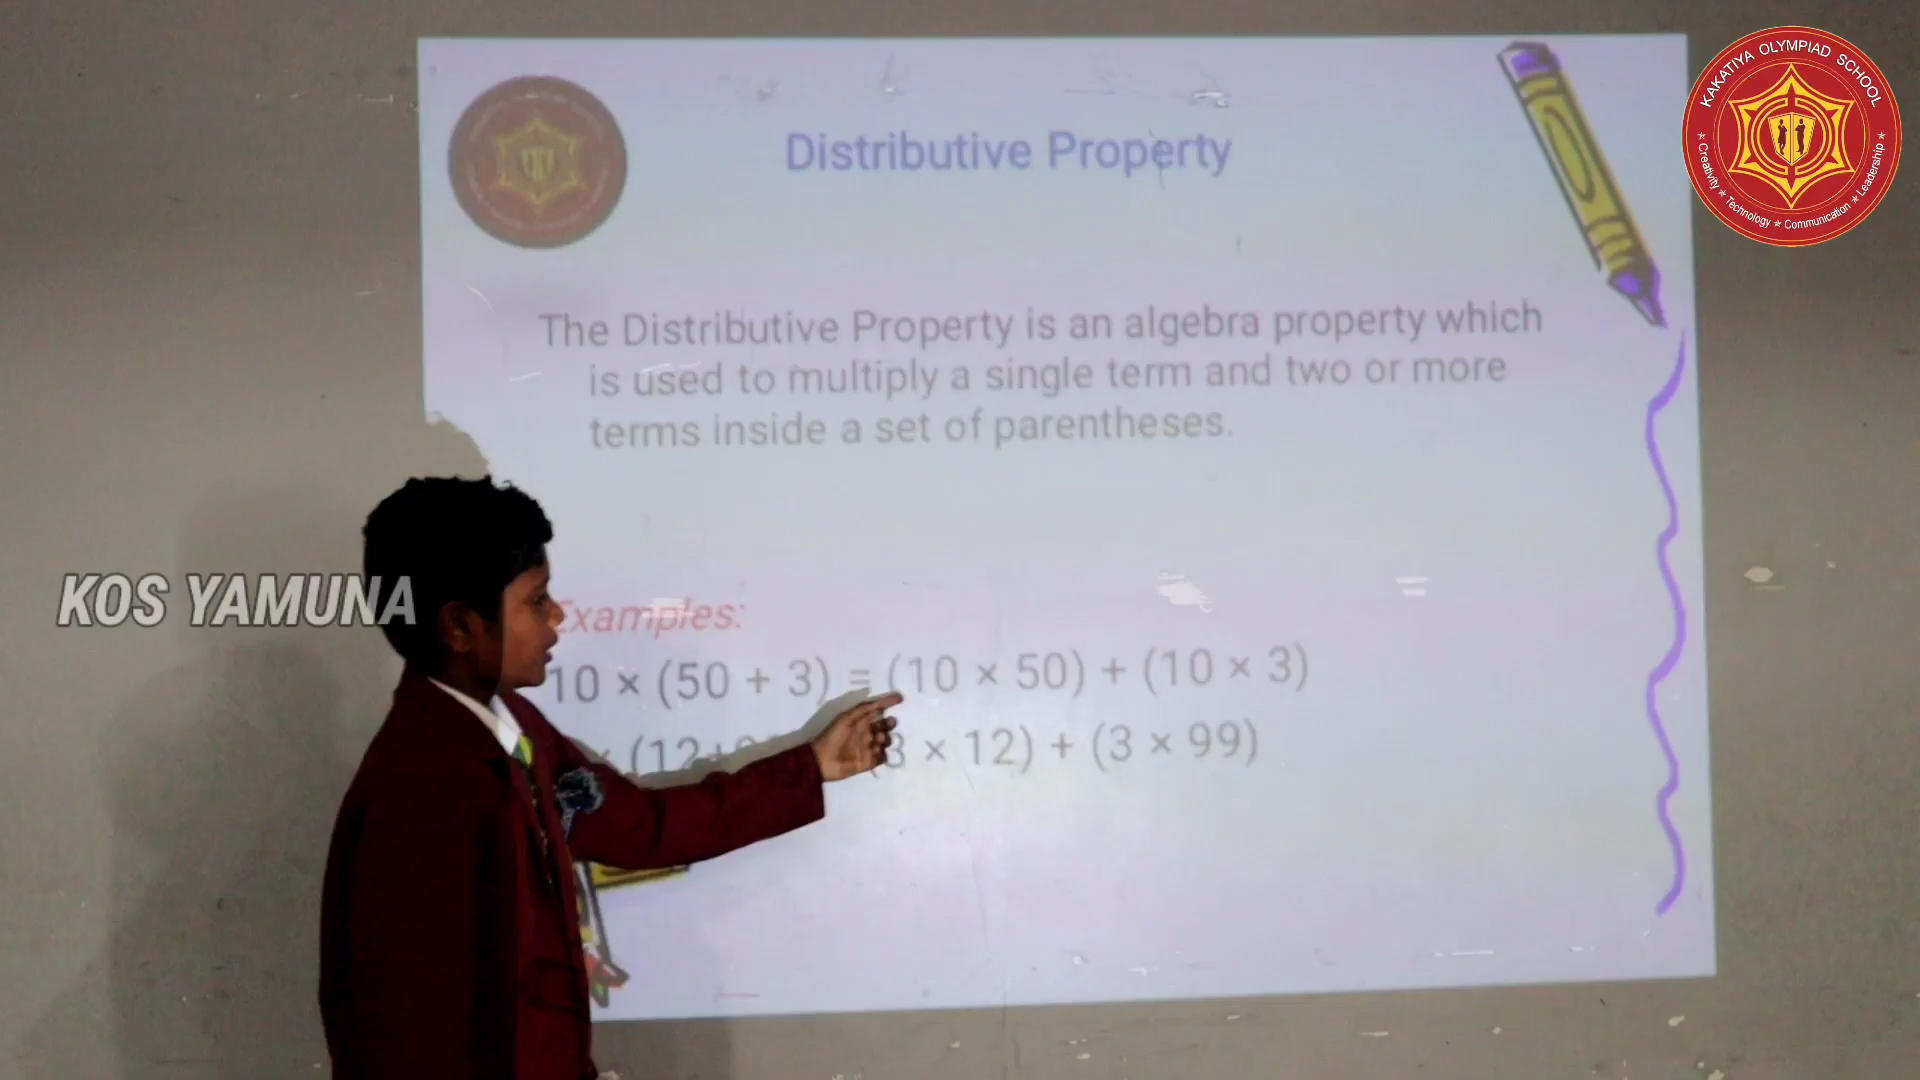 KAKATIYA OLYMPIAD SCHOOL
★ Creativity ★ Technology ★ Communication ★ Leadership ★
Distributive Property
The Distributive Property is an algebra property which
is used to multiply a single term and two or more
terms inside a set of parentheses.
KOS YAMUNA
Examples:
10 × (50 + 3) = (10 × 50) + (10 × 3)
× (12+ (3 × 12) + (3 × 99)